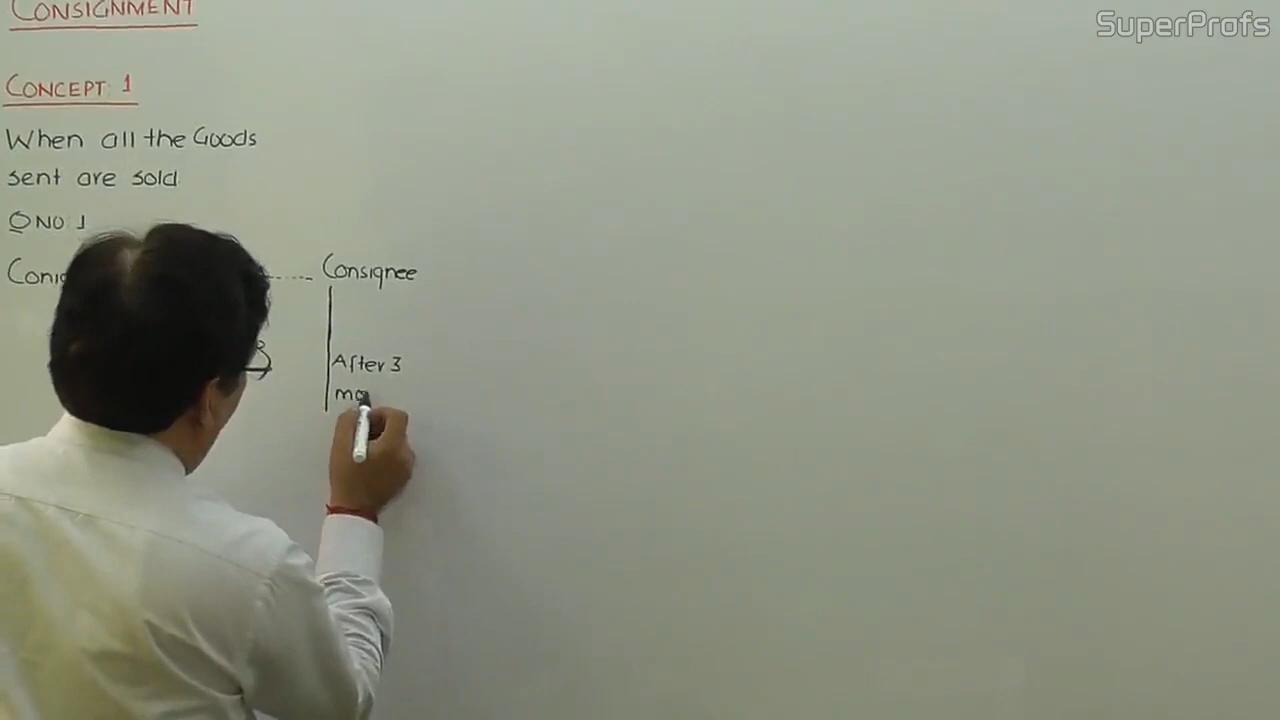 SuperProfs
CONSIGNMENT
CONCEPT: 1
When all the Goods
sent are sold.
Q NO 1
Consignee
After 3